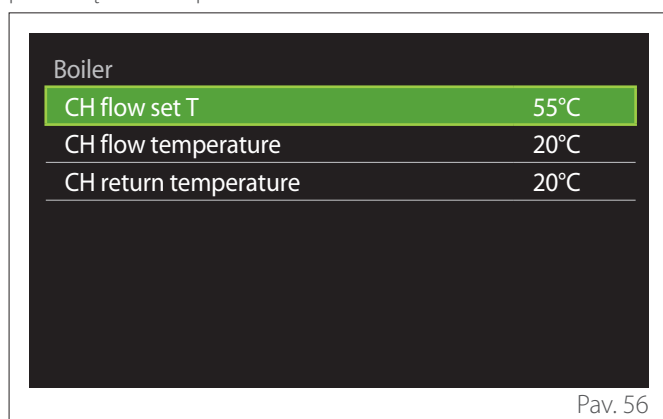 Boiler
CH flow set T 55°C
CH flow temperature 20°C
CH return temperature 20°C
Pav. 56